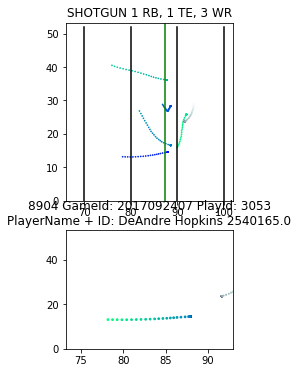 SHOTGUN 1 RB, 1 TE, 3 WR
50
40
30
20
10
0
70 80 90 100
8904 GameId: 2017092407 PlayId: 3053
PlayerName + ID: DeAndre Hopkins 2540165.0
40
20
0
75 80 85 90